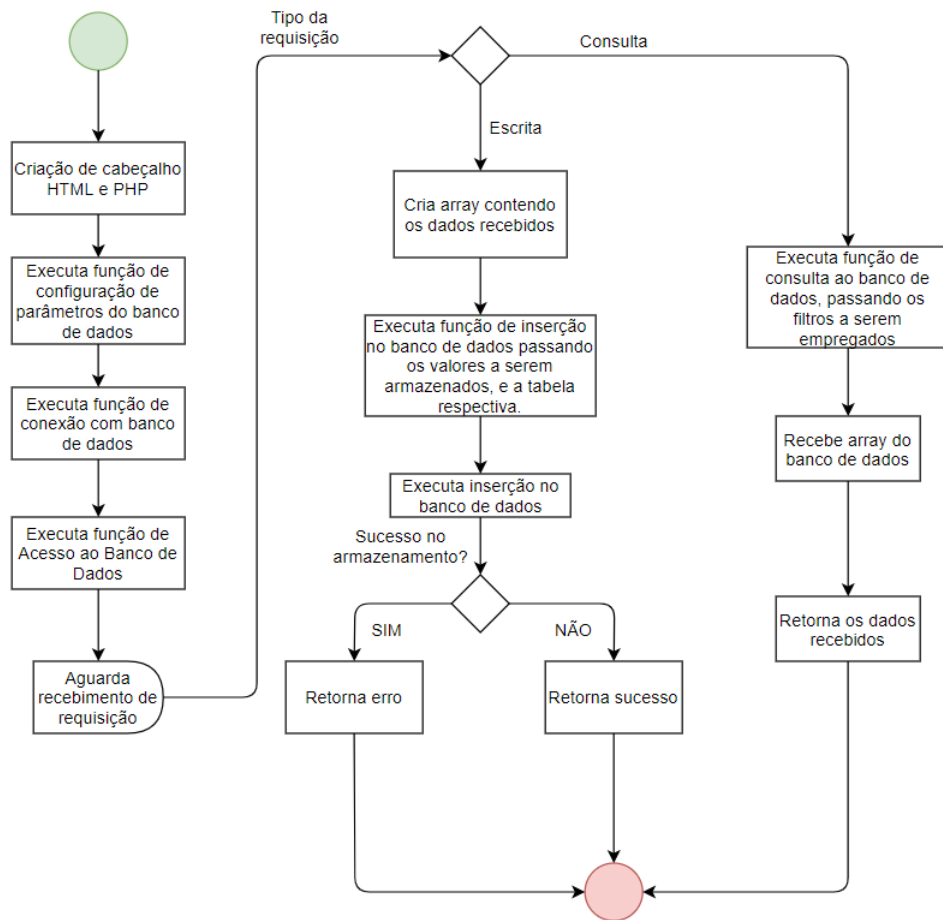 Criação de cabeçalho
HTML e PHP
Executa função de
configuração de
parâmetros do banco
de dados
Executa função de
conexão com banco
de dados
Executa função de
Acesso ao Banco de
Dados
Aguarda
recebimento de
requisição
Tipo da
requisição
Escrita
Cria array contendo
os dados recebidos
Executa função de inserção
no banco de dados passando
os valores a serem
armazenados, e a tabela
respectiva.
Executa inserção no
banco de dados
Sucesso no
armazenamento?
SIM
Retorna erro
NÃO
Retorna sucesso
Consulta
Executa função de
consulta ao banco de
dados, passando os
filtros a serem
empregados
Recebe array do
banco de dados
Retorna os dados
recebidos